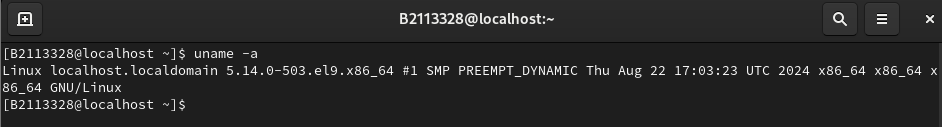 B2113328@localhost:~
[B2113328@localhost ~]$ uname -a
Linux localhost.localdomain 5.14.0-503.el9.x86_64 #1 SMP PREEMPT_DYNAMIC Thu Aug 22 17:03:23 UTC 2024 x86_64 x86_64 x
86_64 GNU/Linux
[B2113328@localhost ~]$